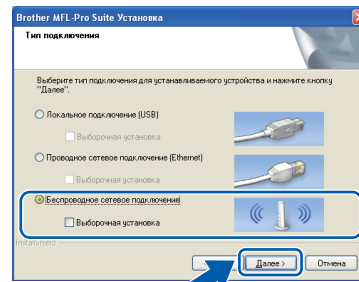 Brother MFL-Pro Suite Установка
Тип подключения
Выберите тип подключения для устанавливаемого устройства и нажмите кнопку
"Далее".
Локальное подключение (USB)
Выборочная установка
Проводное сетевое подключение (Ethernet)
Выборочная установка
Беспроводное сетевое подключение
Выборочная установка
InstallShield
Далее >
Отмена